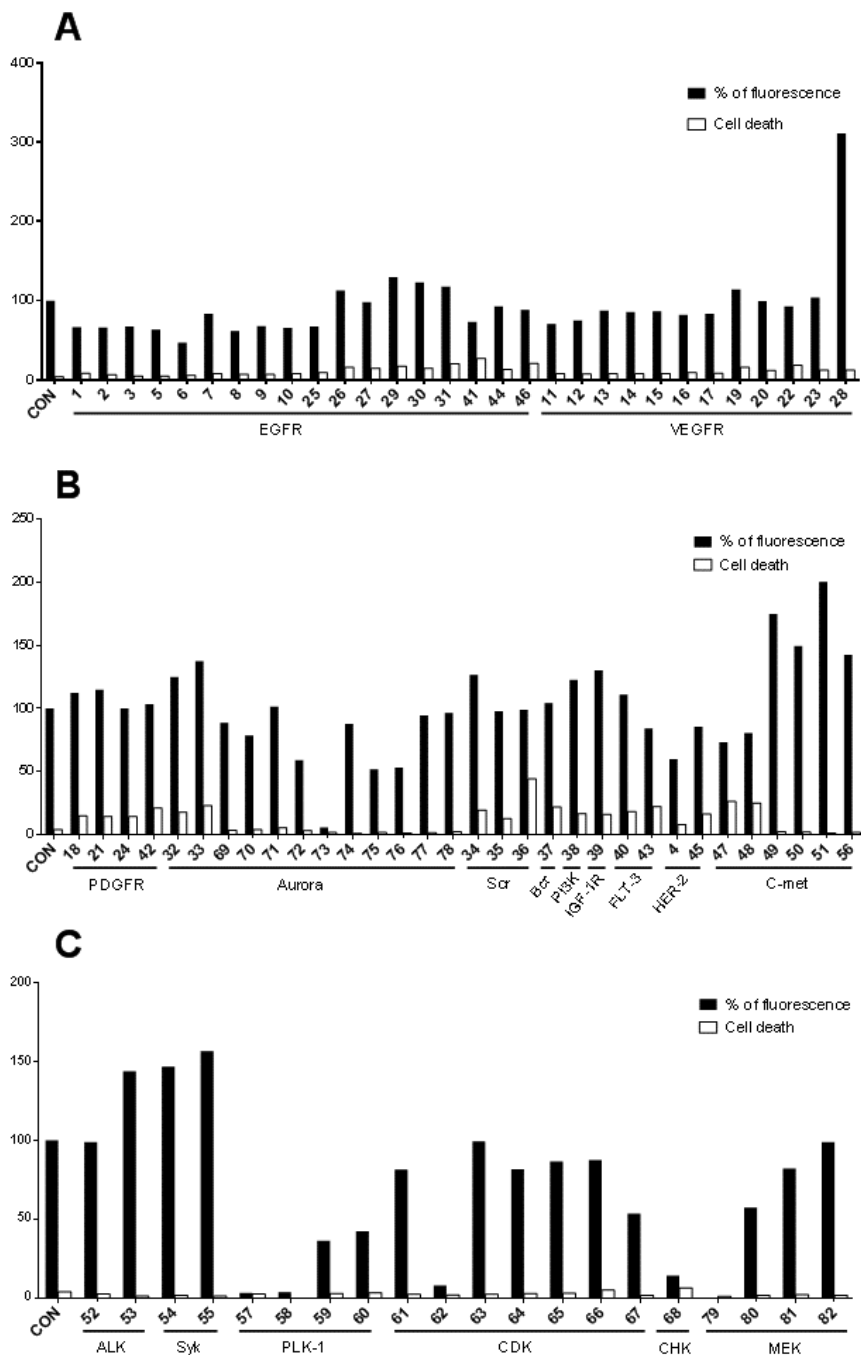 A
400
300
200
100
0
% of fluorescence
Cell death
CON 1 2 3 5 6 7 8 9 10 25 26 27 29 30 31 41 44 46 11 12 13 14 15 16 17 19 20 22 23 28
EGFR VEGFR
B
250
200
150
100
50
0
% of fluorescence
Cell death
CON 18 21 24 42 32 33 69 70 71 72 73 74 75 76 77 78 34 35 36 37 38 39 40 43 4 45 47 48 49 50 51 56
PDGFR Aurora Scr Bcr PI3K IGF-1R FLT-3 HER-2 C-met
C
200
150
100
50
0
% of fluorescence
Cell death
CON 52 53 54 55 57 58 59 60 61 62 63 64 65 66 67 68 79 80 81 82
ALK Syk PLK-1 CDK CHK MEK